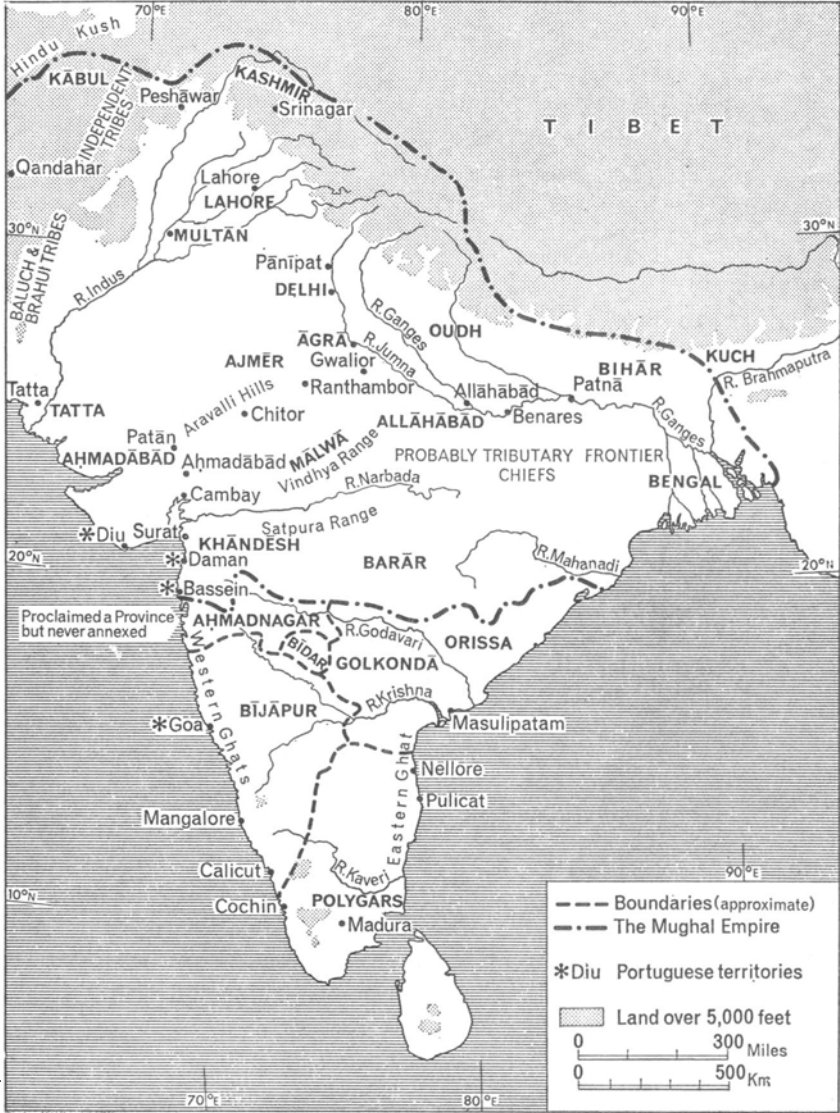 70°E
80°E
90°E
Hindu Kush
KĀBUL
KASHMIR
Peshāwar
Srinagar
INDEPENDENT
TRIBES
T I B E T
Qandahar
Lahore
LAHORE
30°N
MULTĀN
30°N
BALUCH &
BRAHUI TRIBES
R.Indus
Pānīpat
DELHI
R.Ganges
OUDH
ĀGRĀ
R.Jumna
AJMĒR
Gwalior
BIHĀR
KUCH
R. Brahmaputra
Tatta
TATTA
Ranthambor
Allāhābād
Patnā
Aravalli Hills
Chitor
ALLĀHĀBĀD
Benares
R.Ganges
Patān
MĀLWĀ
Vindhya Range
AHMADĀBĀD
Aḥmadābād
PROBABLY TRIBUTARY FRONTIER
CHIEFS
BENGAL
Cambay
R.Narbada
*Diu
Surat
Satpura Range
KHĀNDĒSH
20°N
*Daman
BARĀR
R.Mahanadi
20°N
*Bassein
Proclaimed a Province
but never annexed
AHMADNAGAR
R.Godavari
ORISSA
BĪDAR
GOLKONDĀ
Western Ghats
R.Krishna
BĪJĀPUR
*Goa
Masulipatam
Eastern Ghat
Nellore
Pulicat
Mangalore
Calicut
R.Kaveri
90°E
10°N
Cochin
POLYGARS
Madura
Boundaries (approximate)
The Mughal Empire
*Diu Portuguese territories
Land over 5,000 feet
0 300 Miles
0 500 Km
70°E
80°E